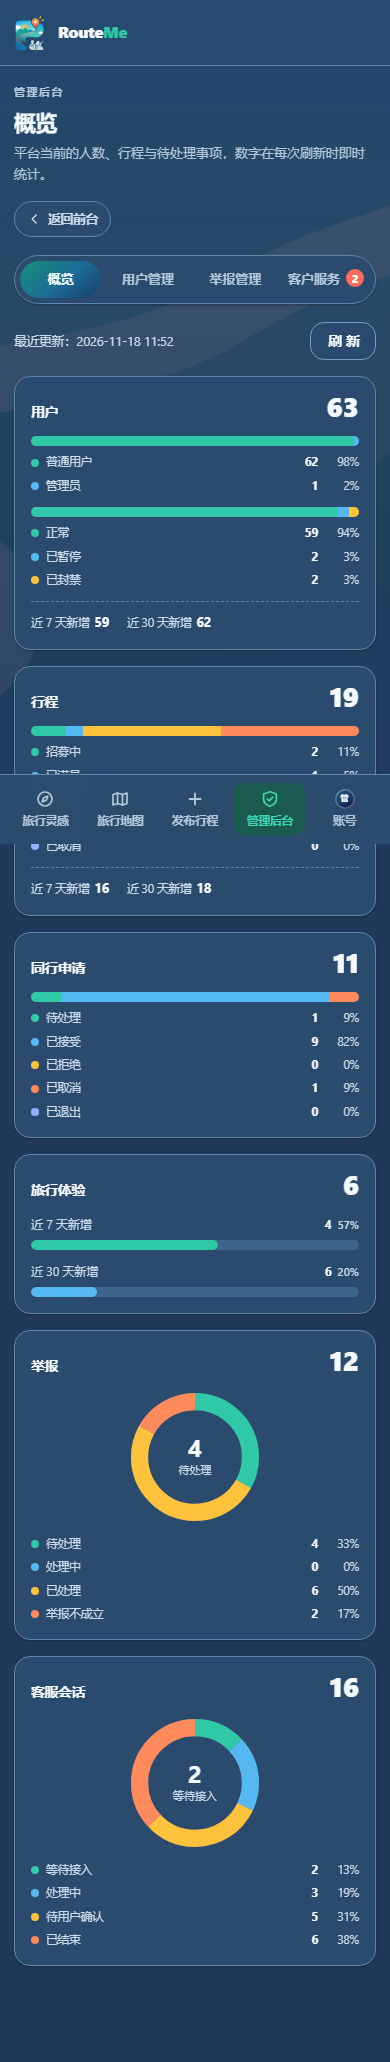 RouteMe
管理后台
概览
平台当前的人数、行程与待处理事项，数字在每次刷新时即时
统计。
返回前台
概览 用户管理 举报管理 客户服务 2
最近更新：2026-11-18 11:52 刷 新
用户 63
普通用户 62 98%
管理员 1 2%
正常 59 94%
已暂停 2 3%
已封禁 2 3%
近 7 天新增 59 近 30 天新增 62
行程 19
招募中 2 11%
旅行灵感 旅行地图 发布行程 管理后台 管 账号
已取消 0 0%
近 7 天新增 16 近 30 天新增 18
同行申请 11
待处理 1 9%
已接受 9 82%
已拒绝 0 0%
已取消 1 9%
已退出 0 0%
旅行体验 6
近 7 天新增 4 57%
近 30 天新增 6 20%
举报 12
4
待处理
待处理 4 33%
处理中 0 0%
已处理 6 50%
举报不成立 2 17%
客服会话 16
2
等待接入
等待接入 2 13%
处理中 3 19%
待用户确认 5 31%
已结束 6 38%